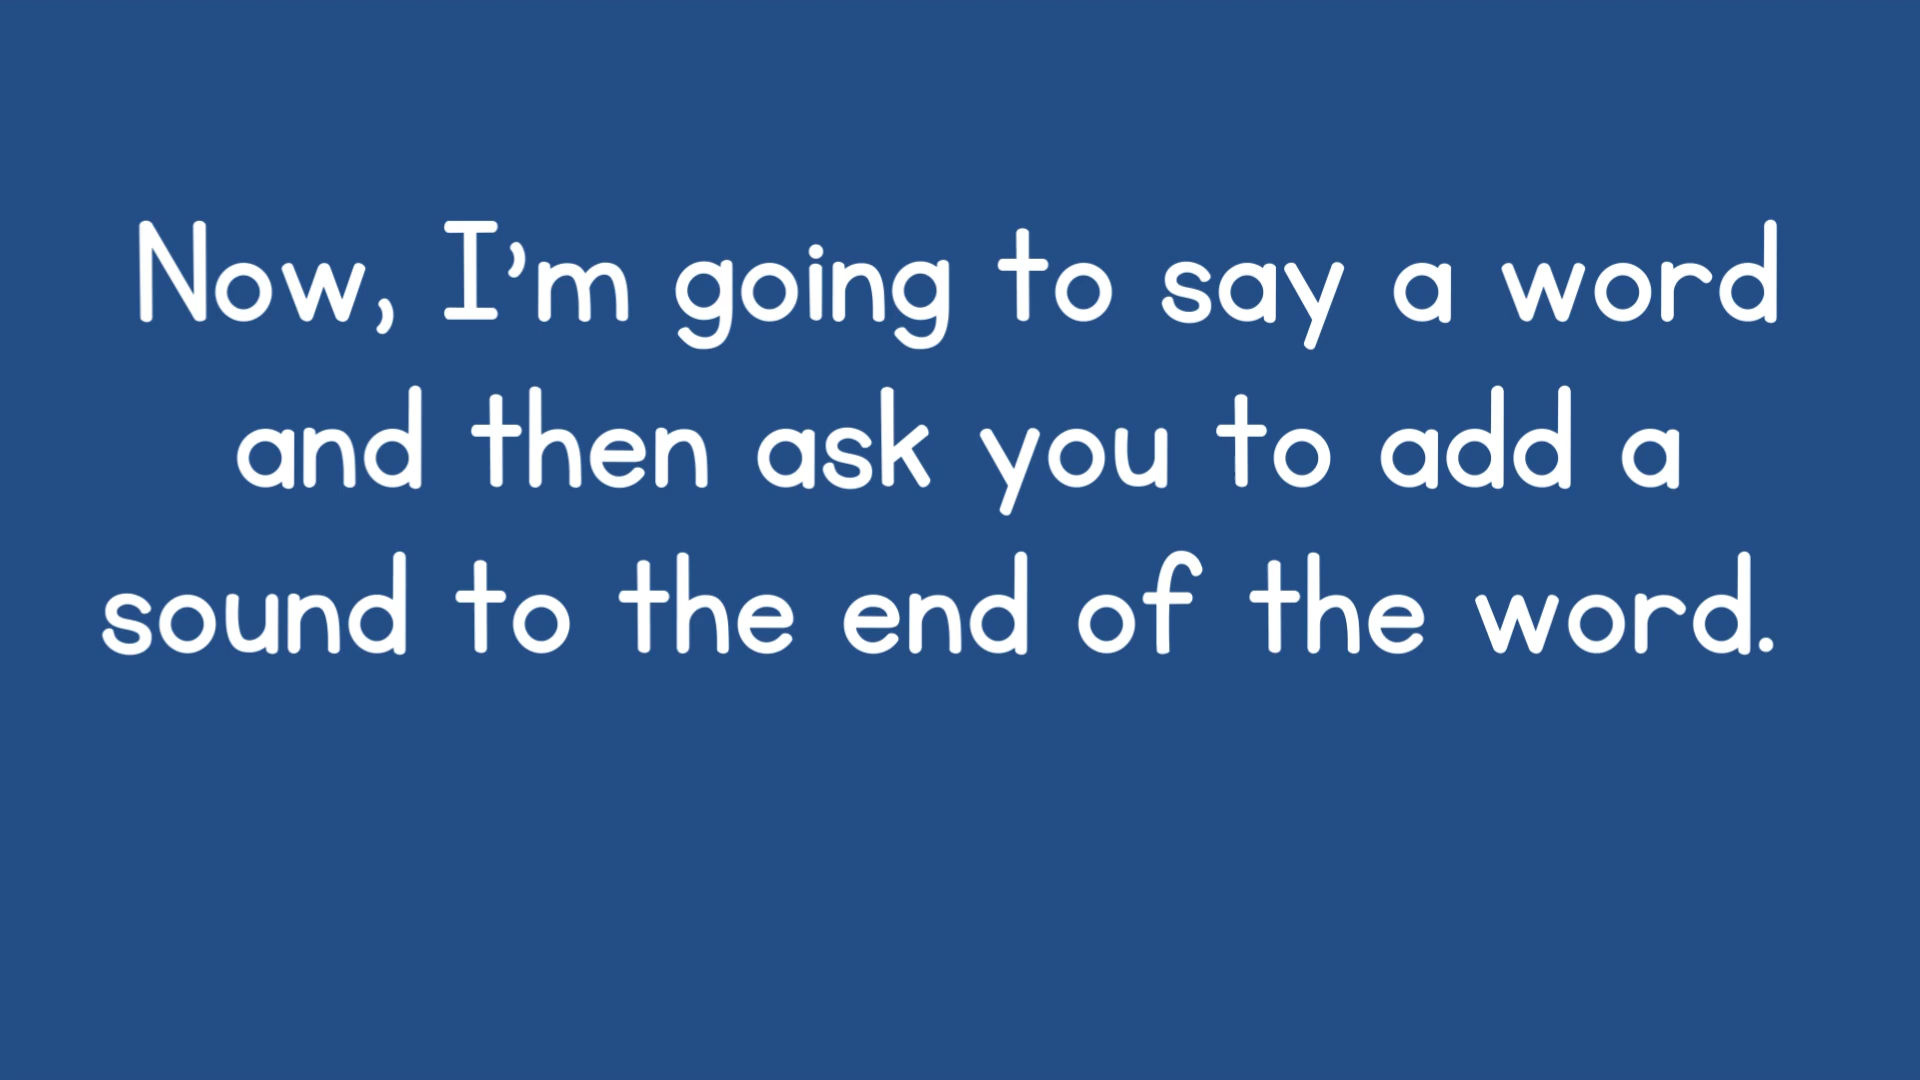 Now, I’m going to say a word
and then ask you to add a
sound to the end of the word.